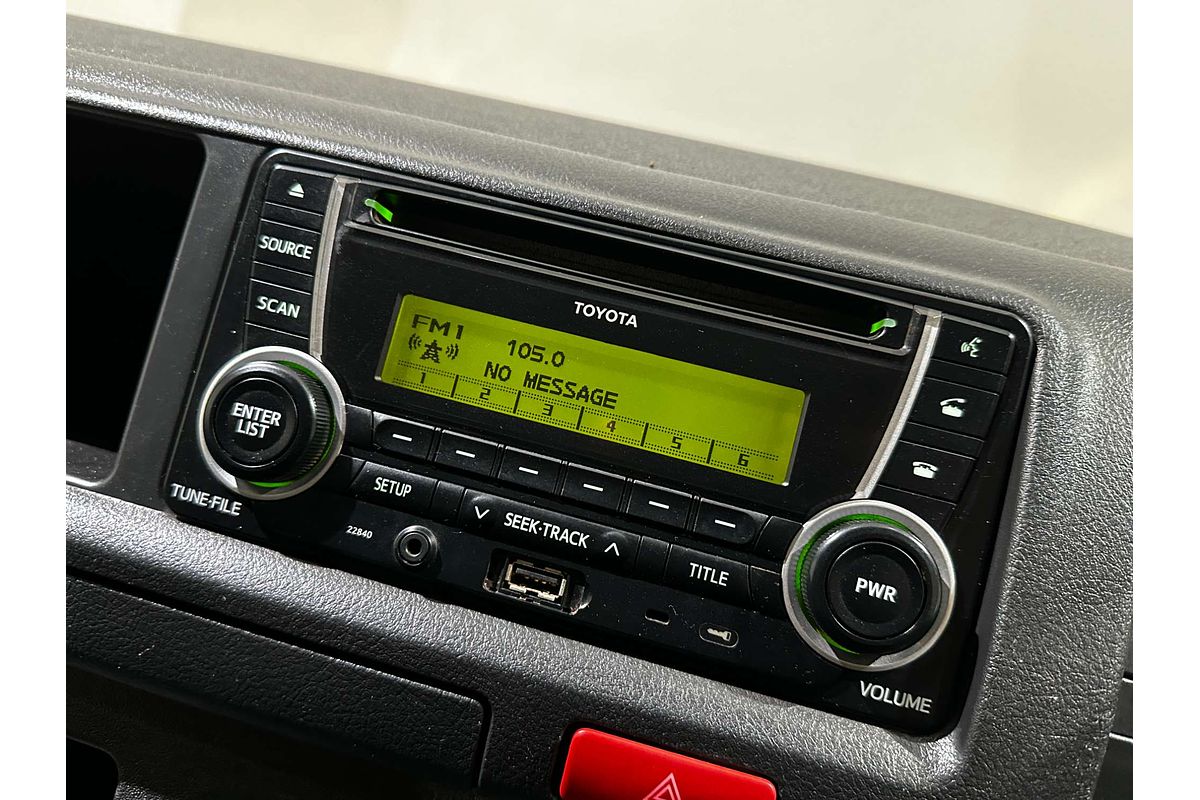 SOURCE
SCAN
TOYOTA
FM1
105.0
NO MESSAGE
1 2 3 4 5 6
ENTER
LIST
TUNE·FILE
SETUP
SEEK·TRACK
TITLE
22840
PWR
VOLUME